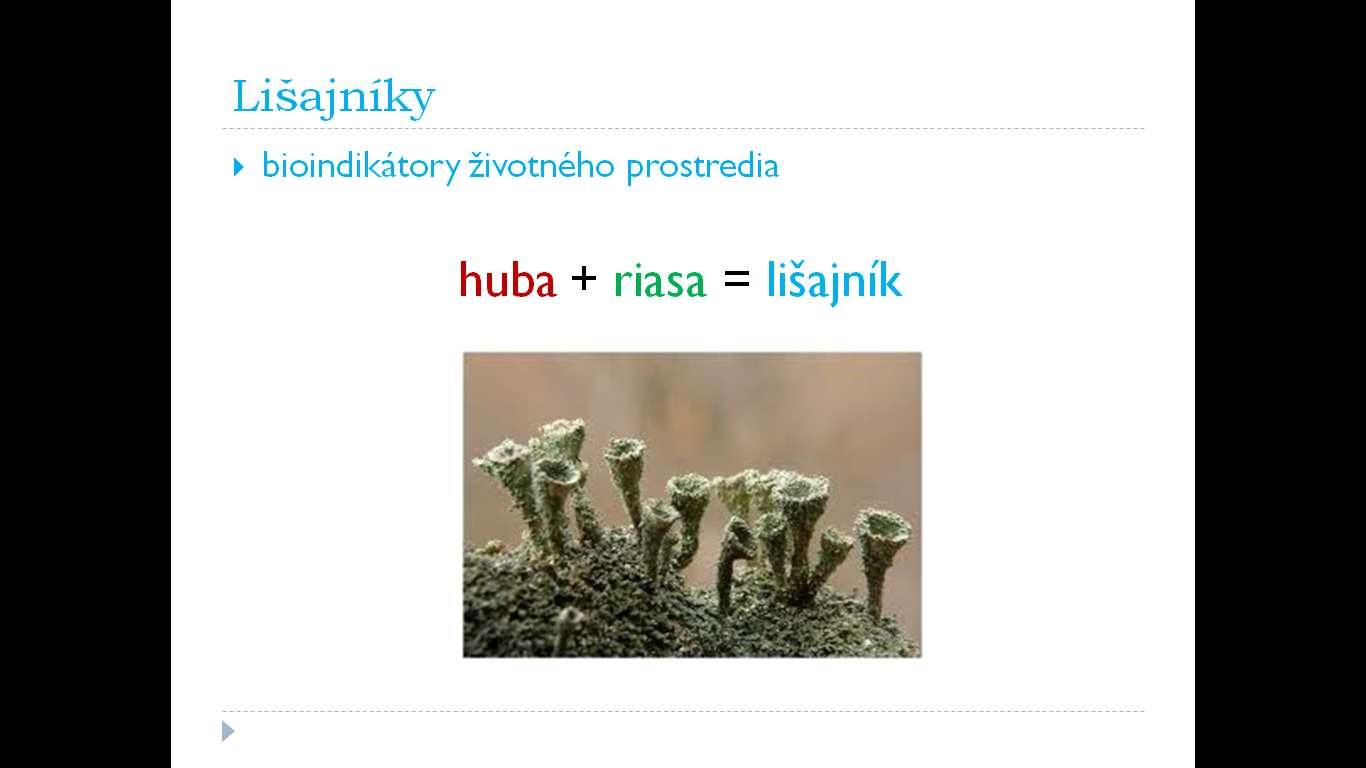 Lišajníky
bioindikátory životného prostredia
huba + riasa = lišajník